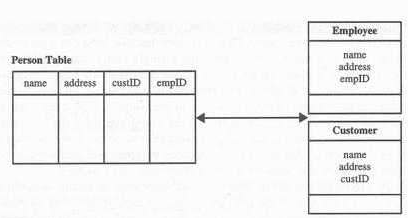 Person Table
name address custID empID
Employee
name
address
empID
Customer
name
address
custID